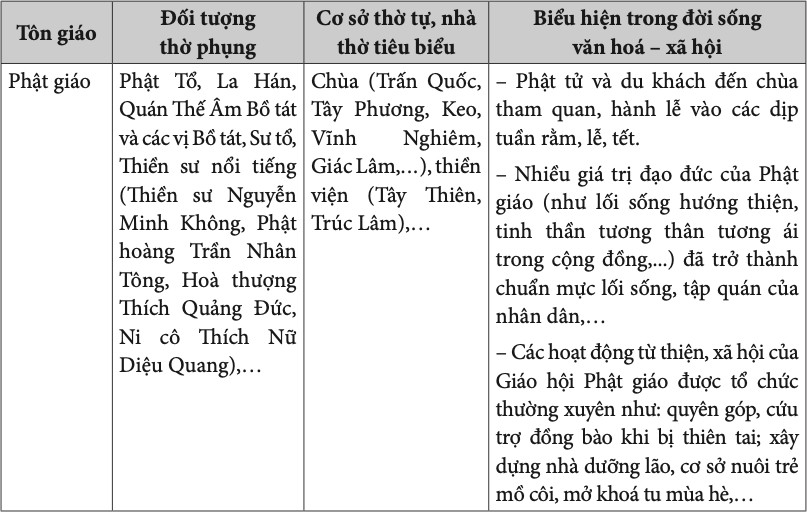 Tôn giáo
Đối tượng
thờ phụng
Cơ sở thờ tự, nhà
thờ tiêu biểu
Biểu hiện trong đời sống
văn hoá – xã hội
Phật giáo
Phật Tổ, La Hán,
Quán Thế Âm Bồ tát
và các vị Bồ tát, Sư tổ,
Thiền sư nổi tiếng
(Thiền sư Nguyễn
Minh Không, Phật
hoàng Trần Nhân
Tông, Hoà thượng
Thích Quảng Đức,
Ni cô Thích Nữ
Diệu Quang),…
Chùa (Trấn Quốc,
Tây Phương, Keo,
Vĩnh Nghiêm,
Giác Lâm,…), thiền
viện (Tây Thiên,
Trúc Lâm),…
– Phật tử và du khách đến chùa
tham quan, hành lễ vào các dịp
tuần rằm, lễ, tết.
– Nhiều giá trị đạo đức của Phật
giáo (như lối sống hướng thiện,
tinh thần tương thân tương ái
trong cộng đồng,...) đã trở thành
chuẩn mực lối sống, tập quán của
nhân dân,…
– Các hoạt động từ thiện, xã hội của
Giáo hội Phật giáo được tổ chức
thường xuyên như: quyên góp, cứu
trợ đồng bào khi bị thiên tai; xây
dựng nhà dưỡng lão, cơ sở nuôi trẻ
mồ côi, mở khoá tu mùa hè,…